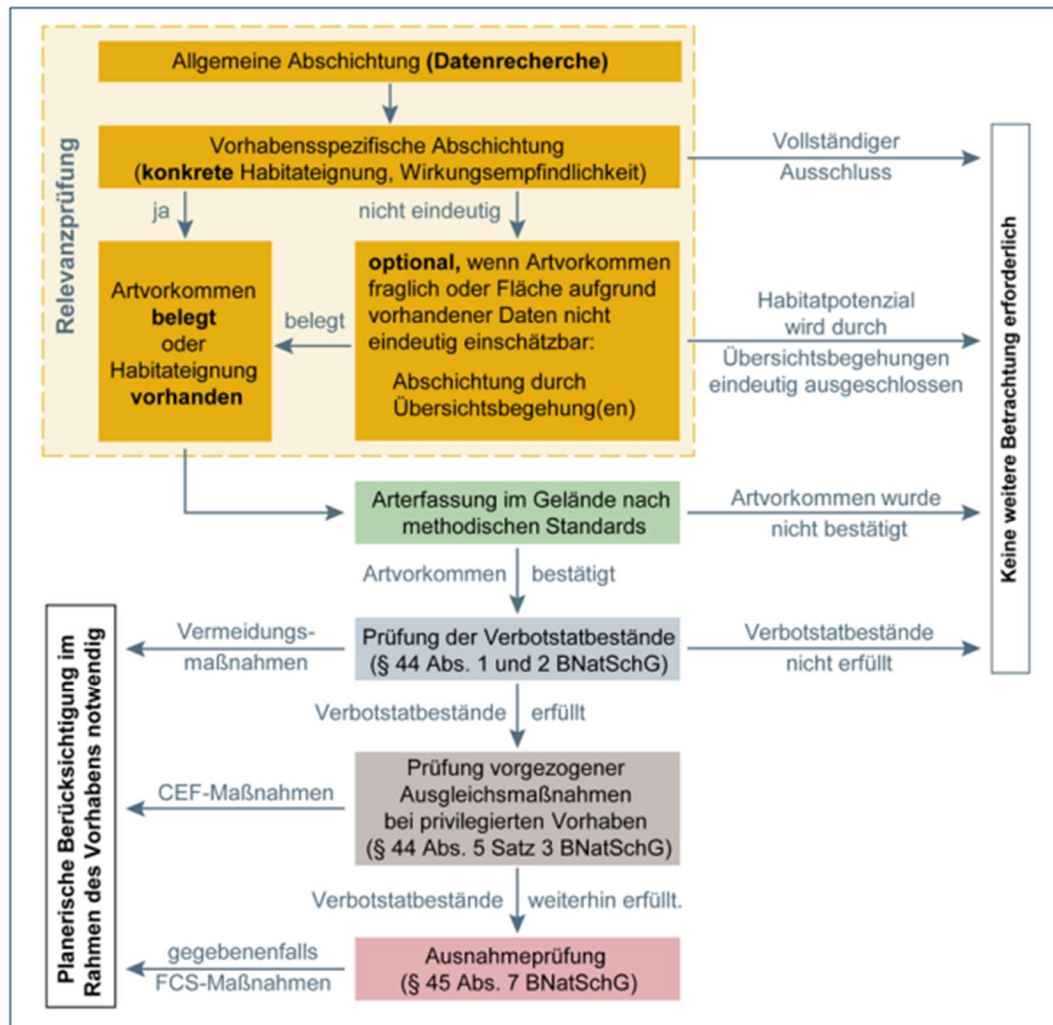 Relevanzprüfung
Allgemeine Abschichtung (Datenrecherche)
Vorhabensspezifische Abschichtung
(konkrete Habitateignung, Wirkungsempfindlichkeit)
Vollständiger
Ausschluss
ja
nicht eindeutig
Artvorkommen
belegt
oder
Habitateignung
vorhanden
belegt
optional, wenn Artvorkommen
fraglich oder Fläche aufgrund
vorhandener Daten nicht
eindeutig einschätzbar:
Abschichtung durch
Übersichtsbegehung(en)
Habitatpotenzial
wird durch
Übersichtsbegehungen
eindeutig ausgeschlossen
Keine weitere Betrachtung erforderlich
Arterfassung im Gelände nach
methodischen Standards
Artvorkommen wurde
nicht bestätigt
Artvorkommen bestätigt
Planerische Berücksichtigung im
Rahmen des Vorhabens notwendig
Vermeidungs-
maßnahmen
Prüfung der Verbotstatbestände
(§ 44 Abs. 1 und 2 BNatSchG)
Verbotstatbestände
nicht erfüllt
Verbotstatbestände erfüllt
CEF-Maßnahmen
Prüfung vorgezogener
Ausgleichsmaßnahmen
bei privilegierten Vorhaben
(§ 44 Abs. 5 Satz 3 BNatSchG)
Verbotstatbestände weiterhin erfüllt.
gegebenenfalls
FCS-Maßnahmen
Ausnahmeprüfung
(§ 45 Abs. 7 BNatSchG)